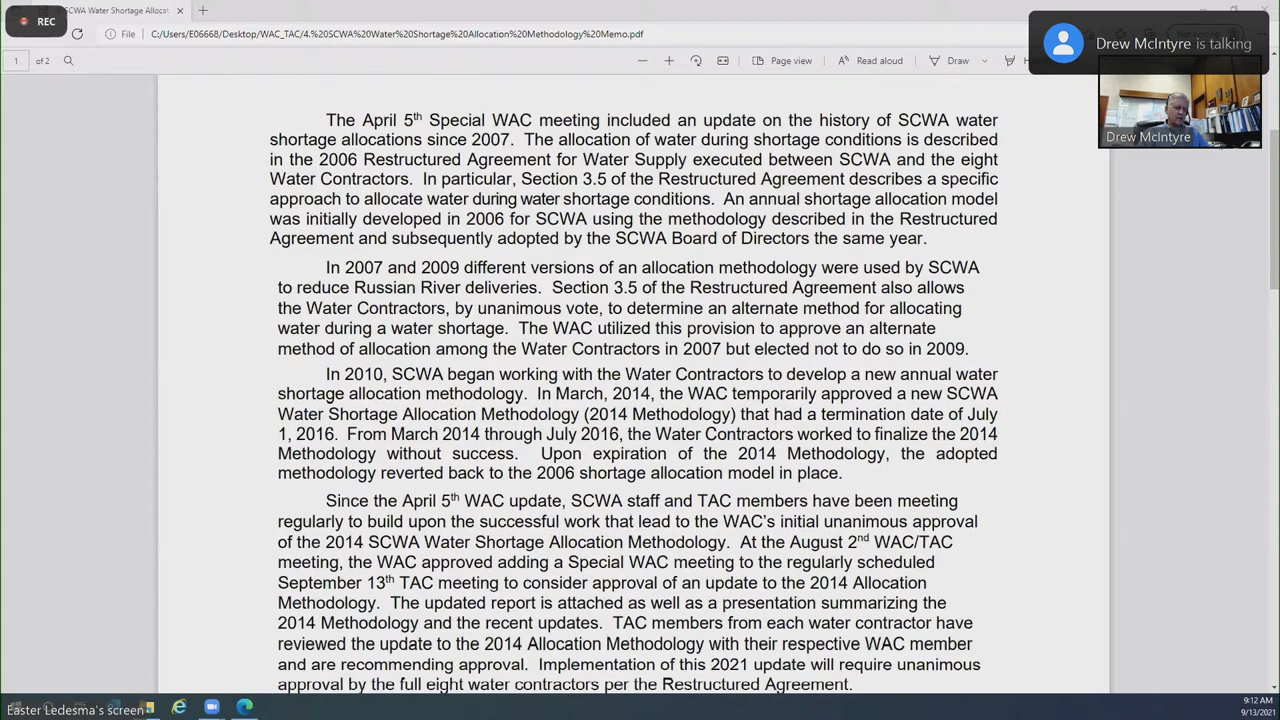 REC
SCWA Water Shortage Allocat
File
C:/Users/E06668/Desktop/WAC_TAC/4.%20SCWA%20Water%20Shortage%20Allocation%20Methodology%20Memo.pdf
Drew McIntyre is talking
1 of 2
Page view
Read aloud
Draw
Drew McIntyre
The April 5th Special WAC meeting included an update on the history of SCWA water
shortage allocations since 2007. The allocation of water during shortage conditions is described
in the 2006 Restructured Agreement for Water Supply executed between SCWA and the eight
Water Contractors. In particular, Section 3.5 of the Restructured Agreement describes a specific
approach to allocate water during water shortage conditions. An annual shortage allocation model
was initially developed in 2006 for SCWA using the methodology described in the Restructured
Agreement and subsequently adopted by the SCWA Board of Directors the same year.
In 2007 and 2009 different versions of an allocation methodology were used by SCWA
to reduce Russian River deliveries. Section 3.5 of the Restructured Agreement also allows
the Water Contractors, by unanimous vote, to determine an alternate method for allocating
water during a water shortage. The WAC utilized this provision to approve an alternate
method of allocation among the Water Contractors in 2007 but elected not to do so in 2009.
In 2010, SCWA began working with the Water Contractors to develop a new annual water
shortage allocation methodology. In March, 2014, the WAC temporarily approved a new SCWA
Water Shortage Allocation Methodology (2014 Methodology) that had a termination date of July
1, 2016. From March 2014 through July 2016, the Water Contractors worked to finalize the 2014
Methodology without success. Upon expiration of the 2014 Methodology, the adopted
methodology reverted back to the 2006 shortage allocation model in place.
Since the April 5th WAC update, SCWA staff and TAC members have been meeting
regularly to build upon the successful work that lead to the WAC's initial unanimous approval
of the 2014 SCWA Water Shortage Allocation Methodology. At the August 2nd WAC/TAC
meeting, the WAC approved adding a Special WAC meeting to the regularly scheduled
September 13th TAC meeting to consider approval of an update to the 2014 Allocation
Methodology. The updated report is attached as well as a presentation summarizing the
2014 Methodology and the recent updates. TAC members from each water contractor have
reviewed the update to the 2014 Allocation Methodology with their respective WAC member
and are recommending approval. Implementation of this 2021 update will require unanimous
approval by the full eight water contractors per the Restructured Agreement.
Easter Ledesma's screen
9:12 AM
9/13/2021